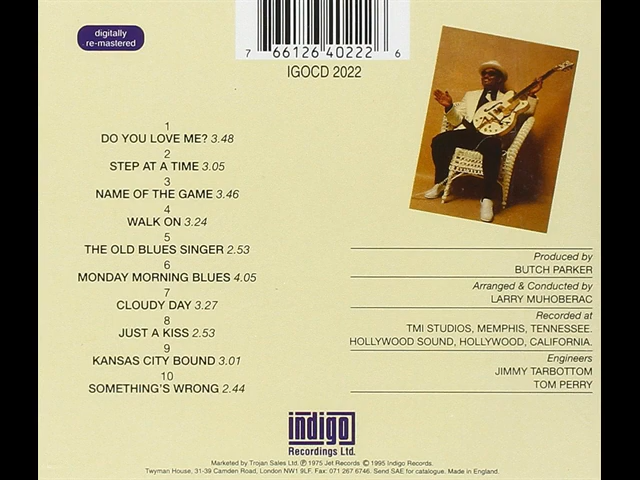 digitally
re-mastered
7 66126 40222 6
IGOCD 2022
1
DO YOU LOVE ME? 3.48
2
STEP AT A TIME 3.05
3
NAME OF THE GAME 3.46
4
WALK ON 3.24
5
THE OLD BLUES SINGER 2.53
6
MONDAY MORNING BLUES 4.05
7
CLOUDY DAY 3.27
8
JUST A KISS 2.53
9
KANSAS CITY BOUND 3.01
10
SOMETHING'S WRONG 2.44
Produced by
BUTCH PARKER
Arranged & Conducted by
LARRY MUHOBERAC
Recorded at
TMI STUDIOS, MEMPHIS, TENNESSEE.
HOLLYWOOD SOUND, HOLLYWOOD, CALIFORNIA.
Engineers
JIMMY TARBOTTOM
TOM PERRY
indigo
Recordings Ltd.
Marketed by Trojan Sales Ltd. ℗ 1975 Jet Records © 1995 Indigo Records.
Twyman House, 31-39 Camden Road, London NW1 9LF. Fax: 071 267 6746. Send SAE for catalogue. Made in England.